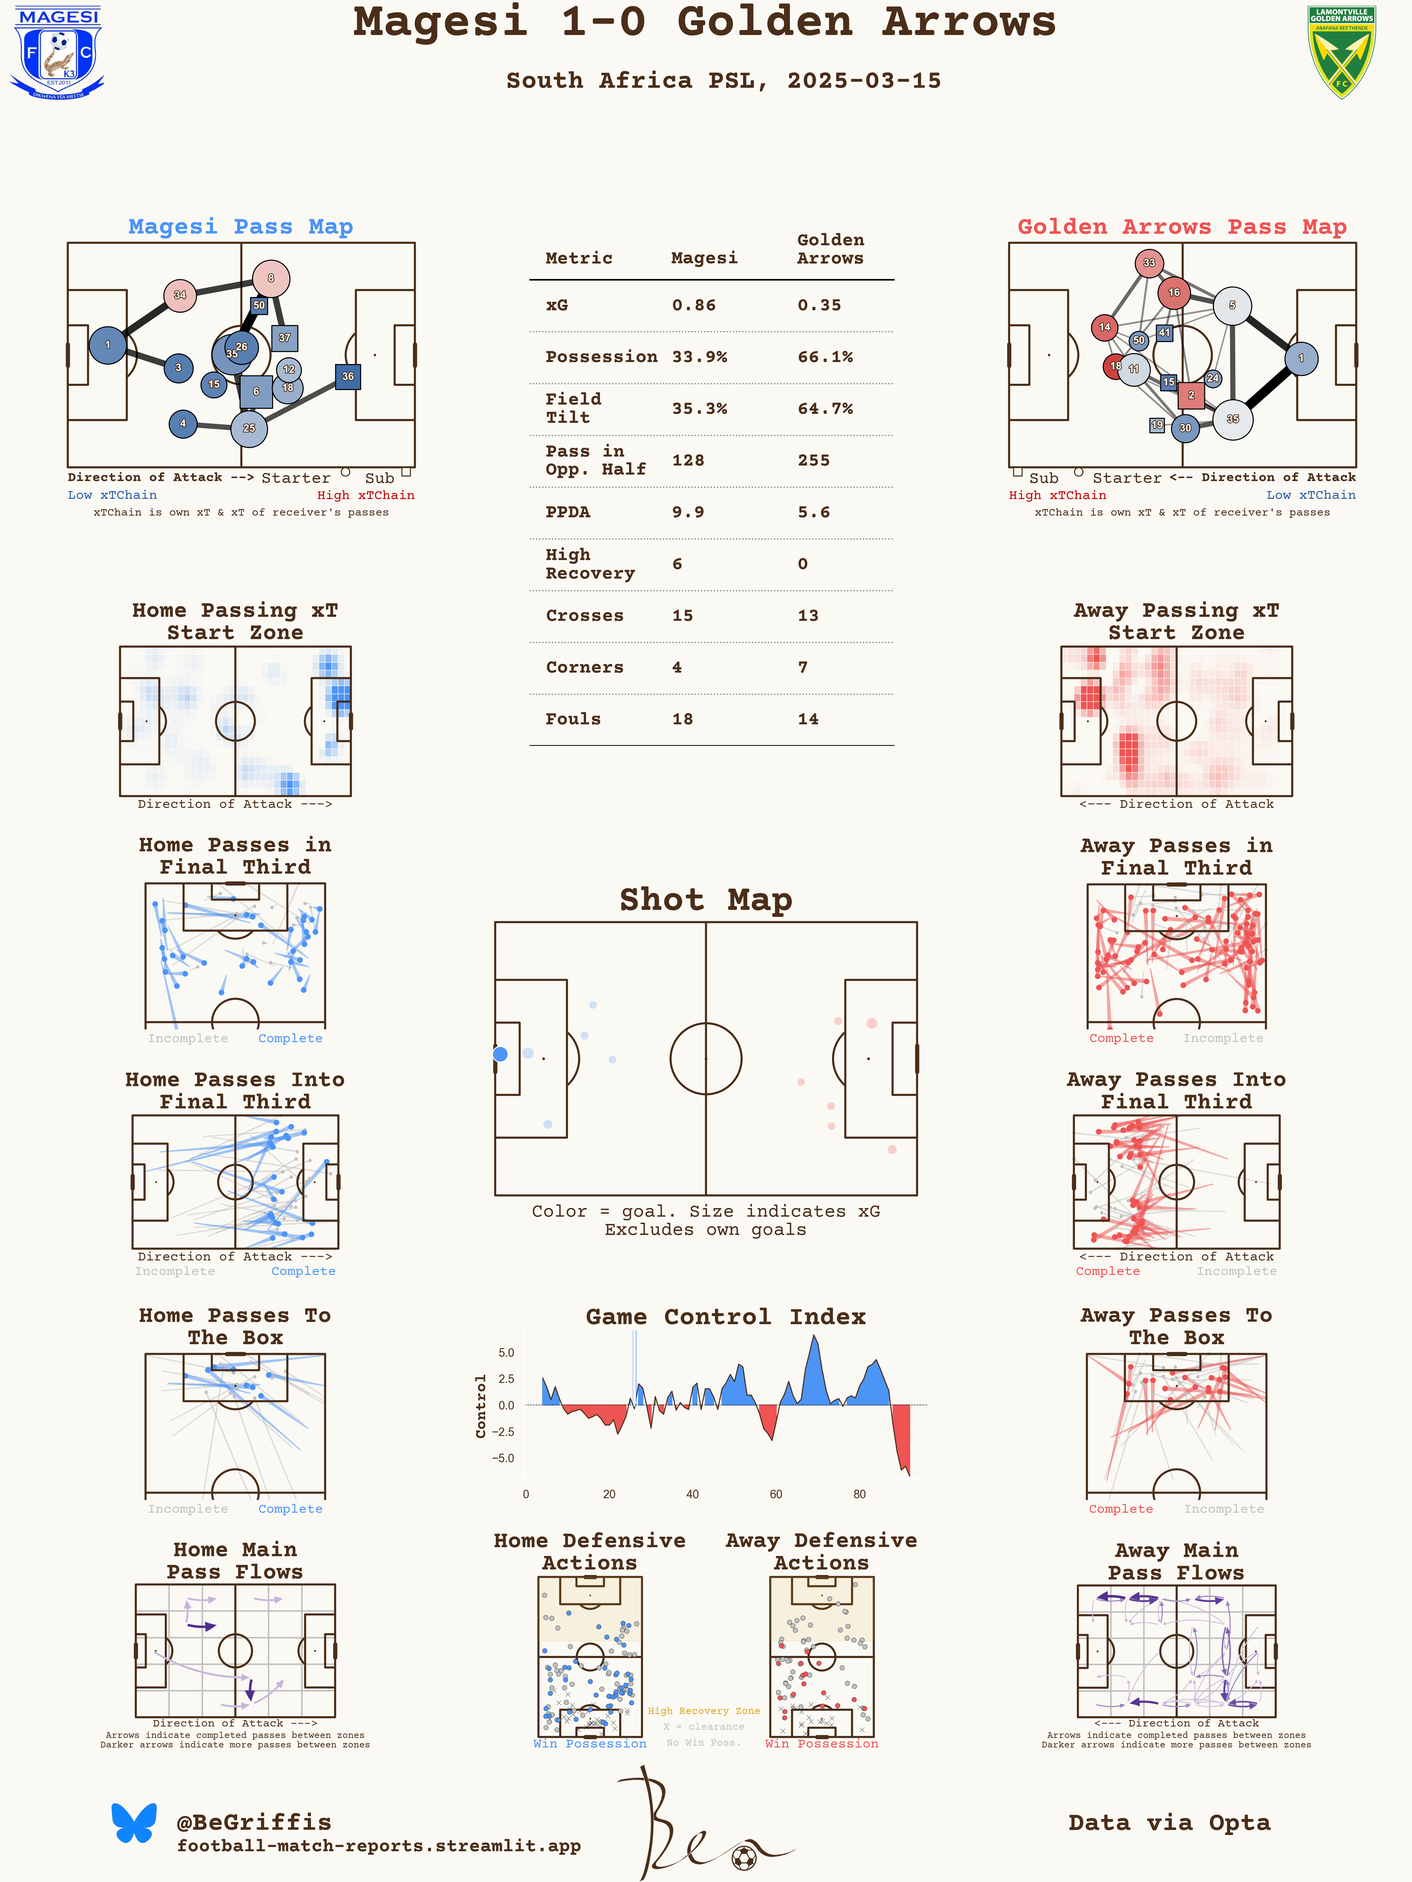 Magesi 1-0 Golden Arrows
South Africa PSL, 2025-03-15
MAGESI
F C
K3
EST.2011
LAMONTVILLE
GOLDEN ARROWS
ABAFANA BES'THENDE
FC
Magesi Pass Map
34
8
50
1
37
35
26
3
12
15
36
18
6
4
25
Direction of Attack --> Starter Sub
Low xTChain High xTChain
xTChain is own xT & xT of receiver's passes
Metric Magesi Golden Arrows
xG 0.86 0.35
Possession 33.9% 66.1%
Field Tilt 35.3% 64.7%
Pass in Opp. Half 128 255
PPDA 9.9 5.6
High Recovery 6 0
Crosses 15 13
Corners 4 7
Fouls 18 14
Golden Arrows Pass Map
33
16
5
14
41
50
1
18
11
15
24
2
19
30
35
Sub Starter <-- Direction of Attack
High xTChain Low xTChain
xTChain is own xT & xT of receiver's passes
Home Passing xT
Start Zone
Direction of Attack --->
Away Passing xT
Start Zone
<--- Direction of Attack
Home Passes in
Final Third
Incomplete Complete
Away Passes in
Final Third
Complete Incomplete
Shot Map
Color = goal. Size indicates xG
Excludes own goals
Home Passes Into
Final Third
Direction of Attack --->
Incomplete Complete
Away Passes Into
Final Third
<--- Direction of Attack
Complete Incomplete
Home Passes To
The Box
Incomplete Complete
Game Control Index
Control
5.0
2.5
0.0
−2.5
−5.0
0 20 40 60 80
Away Passes To
The Box
Complete Incomplete
Home Main
Pass Flows
Direction of Attack --->
Arrows indicate completed passes between zones
Darker arrows indicate more passes between zones
Home Defensive
Actions
Win Possession
High Recovery Zone
X = clearance
No Win Poss.
Away Defensive
Actions
Win Possession
Away Main
Pass Flows
<--- Direction of Attack
Arrows indicate completed passes between zones
Darker arrows indicate more passes between zones
@BeGriffis
football-match-reports.streamlit.app
Ben
Data via Opta